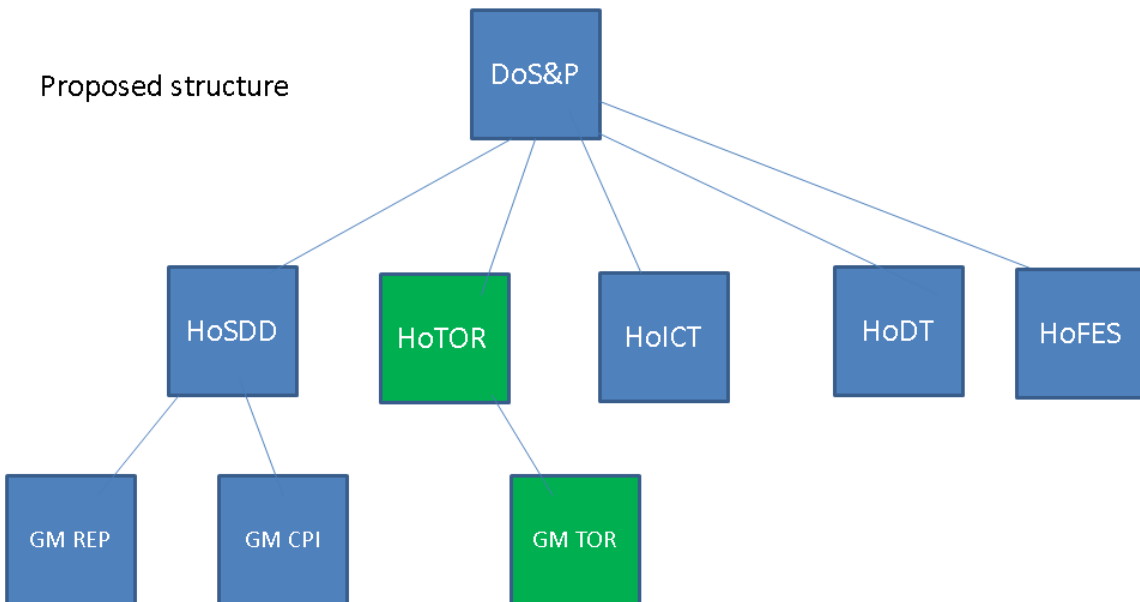 DoS&P
Proposed structure
HoSDD
HoTOR
HoICT
HoDT
HoFES
GM REP
GM CPI
GM TOR